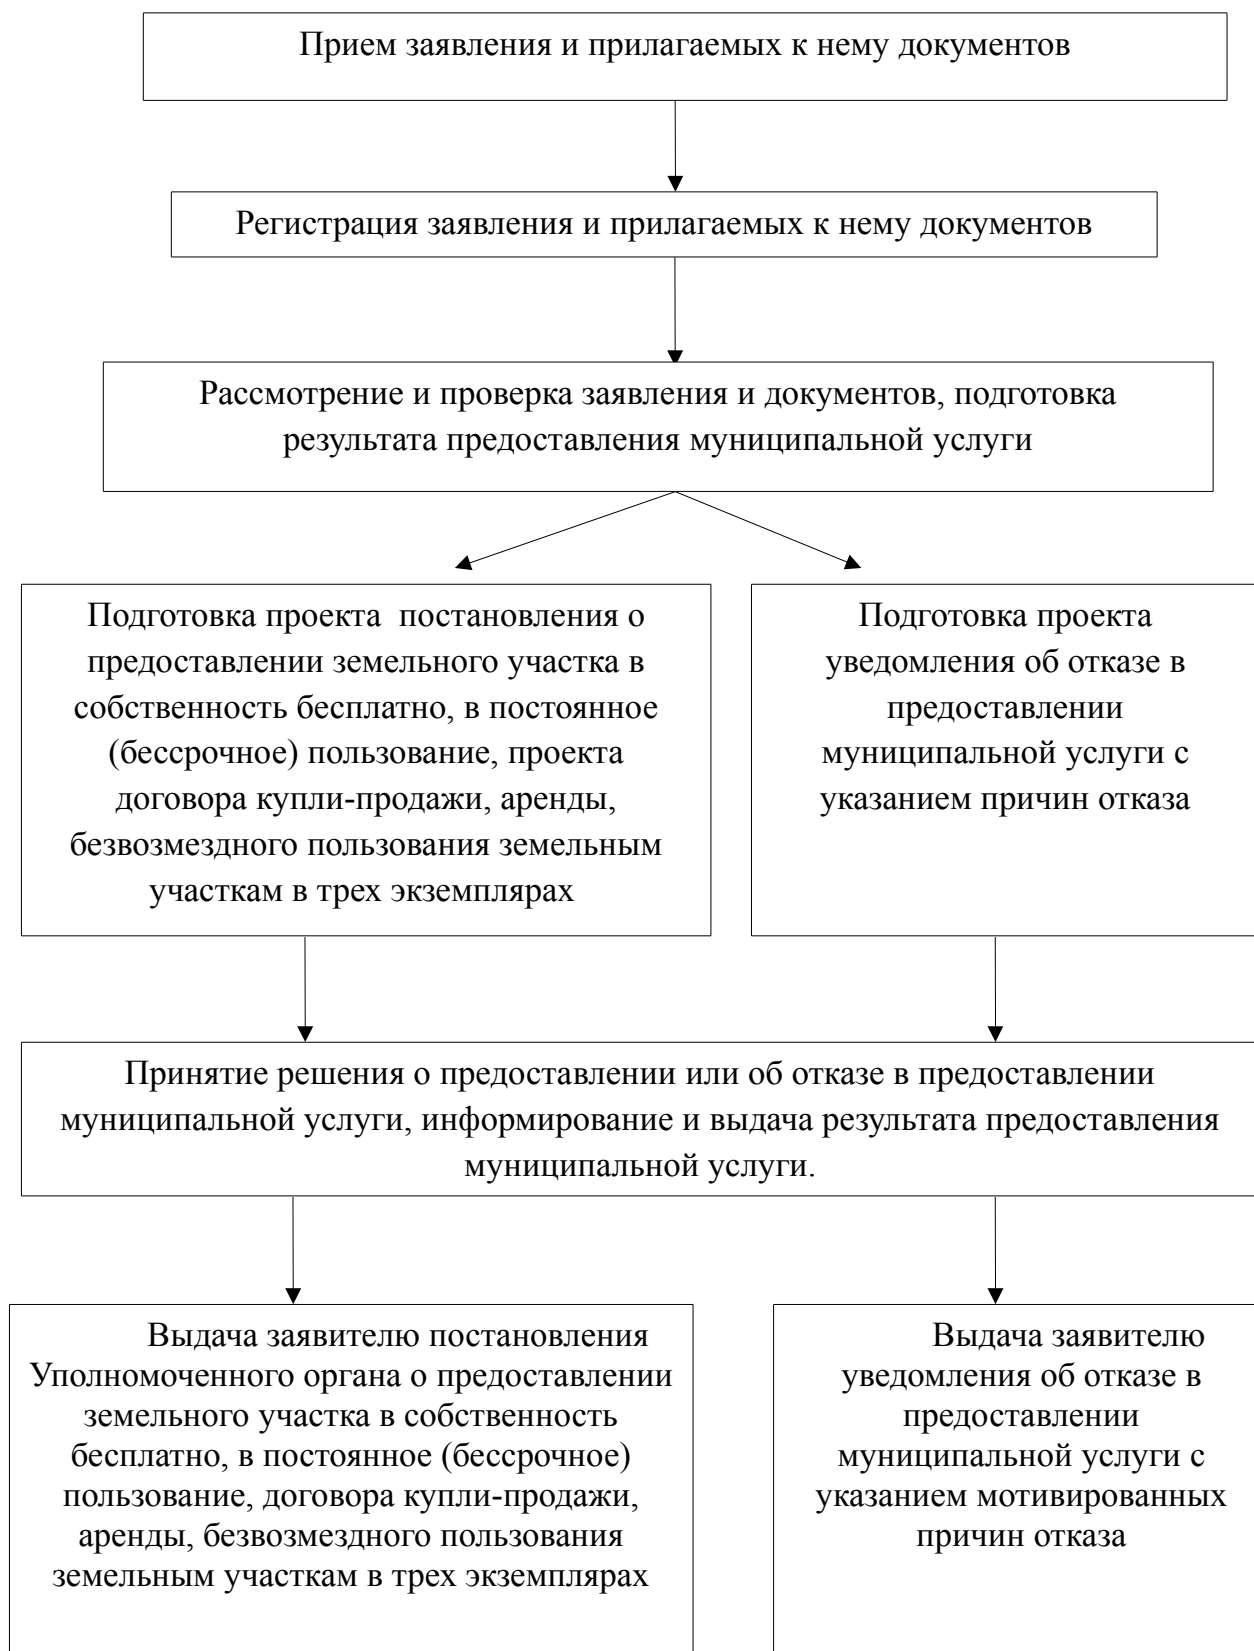 Прием заявления и прилагаемых к нему документов
Регистрация заявления и прилагаемых к нему документов
Рассмотрение и проверка заявления и документов, подготовка
результата предоставления муниципальной услуги
Подготовка проекта  постановления о
предоставлении земельного участка в
собственность бесплатно, в постоянное
(бессрочное) пользование, проекта
договора купли-продажи, аренды,
безвозмездного пользования земельным
участкам в трех экземплярах
Подготовка проекта
уведомления об отказе в
предоставлении
муниципальной услуги с
указанием причин отказа
Принятие решения о предоставлении или об отказе в предоставлении
муниципальной услуги, информирование и выдача результата предоставления
муниципальной услуги.
Выдача заявителю постановления
Уполномоченного органа о предоставлении
земельного участка в собственность
бесплатно, в постоянное (бессрочное)
пользование, договора купли-продажи,
аренды, безвозмездного пользования
земельным участкам в трех экземплярах
Выдача заявителю
уведомления об отказе в
предоставлении
муниципальной услуги с
указанием мотивированных
причин отказа